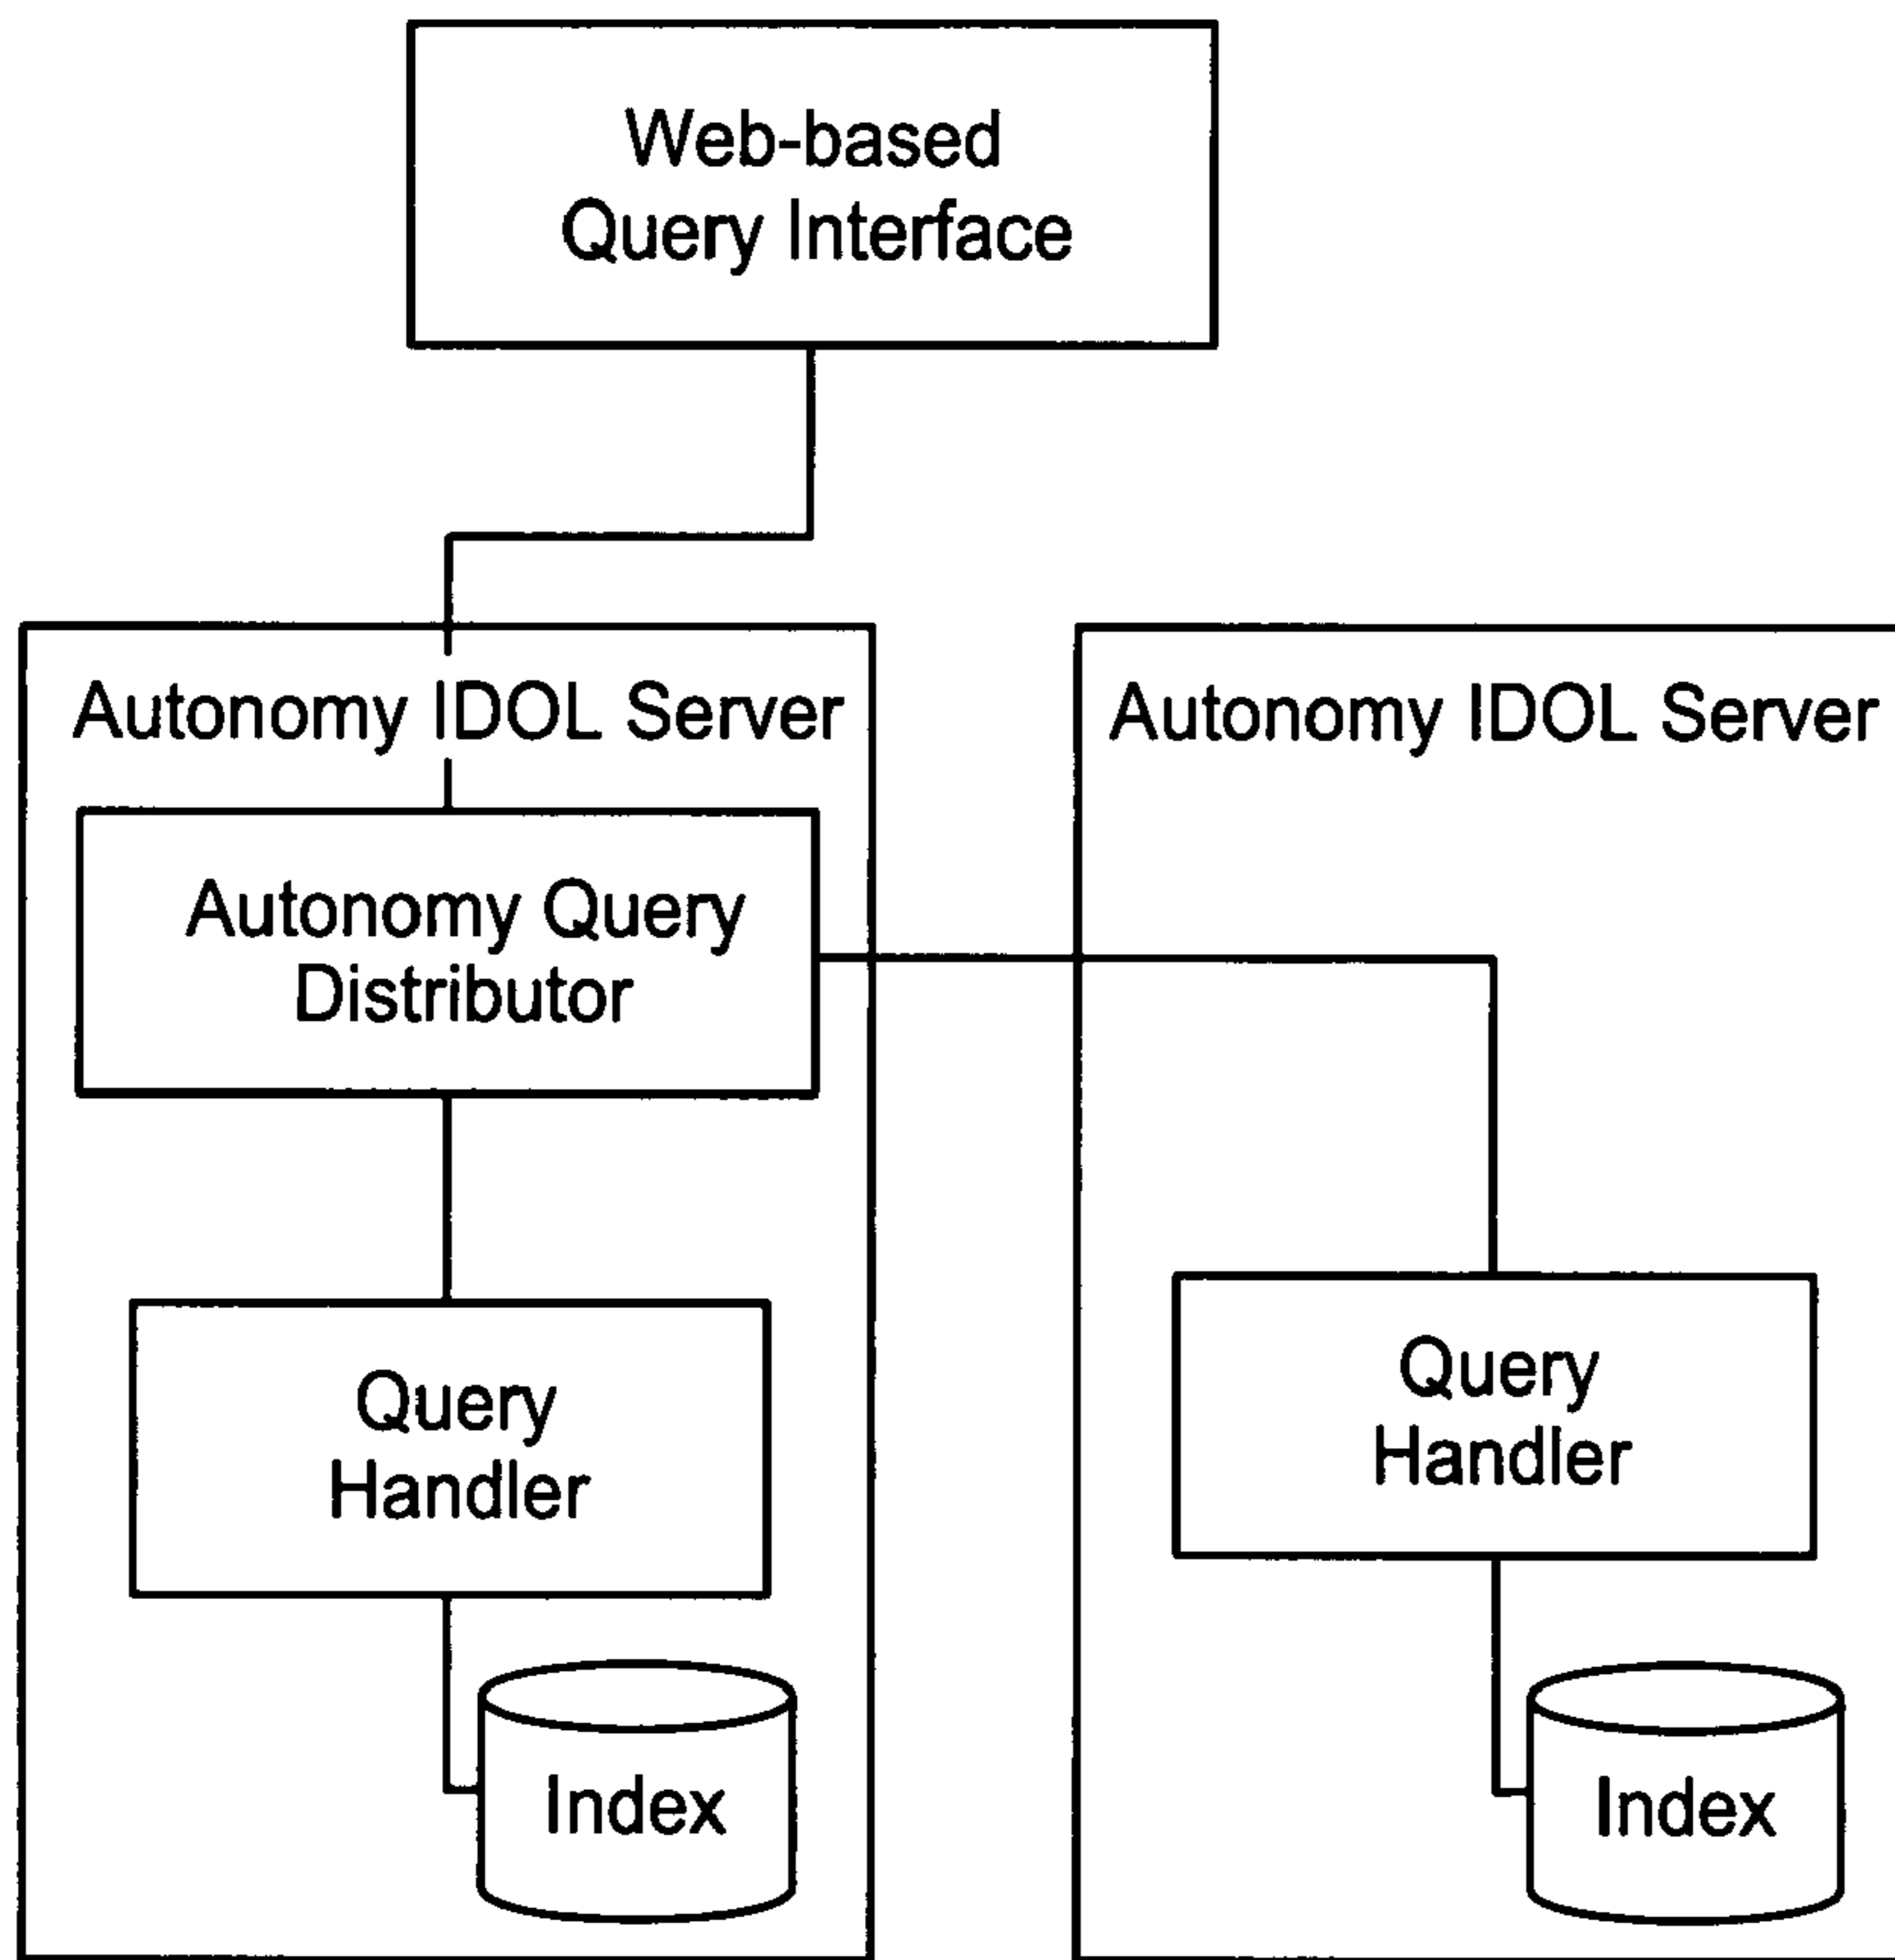 Web-based
Query Interface
Autonomy IDOL Server
Autonomy IDOL Server
Autonomy Query
Distributor
Query
Handler
Query
Handler
Index
Index